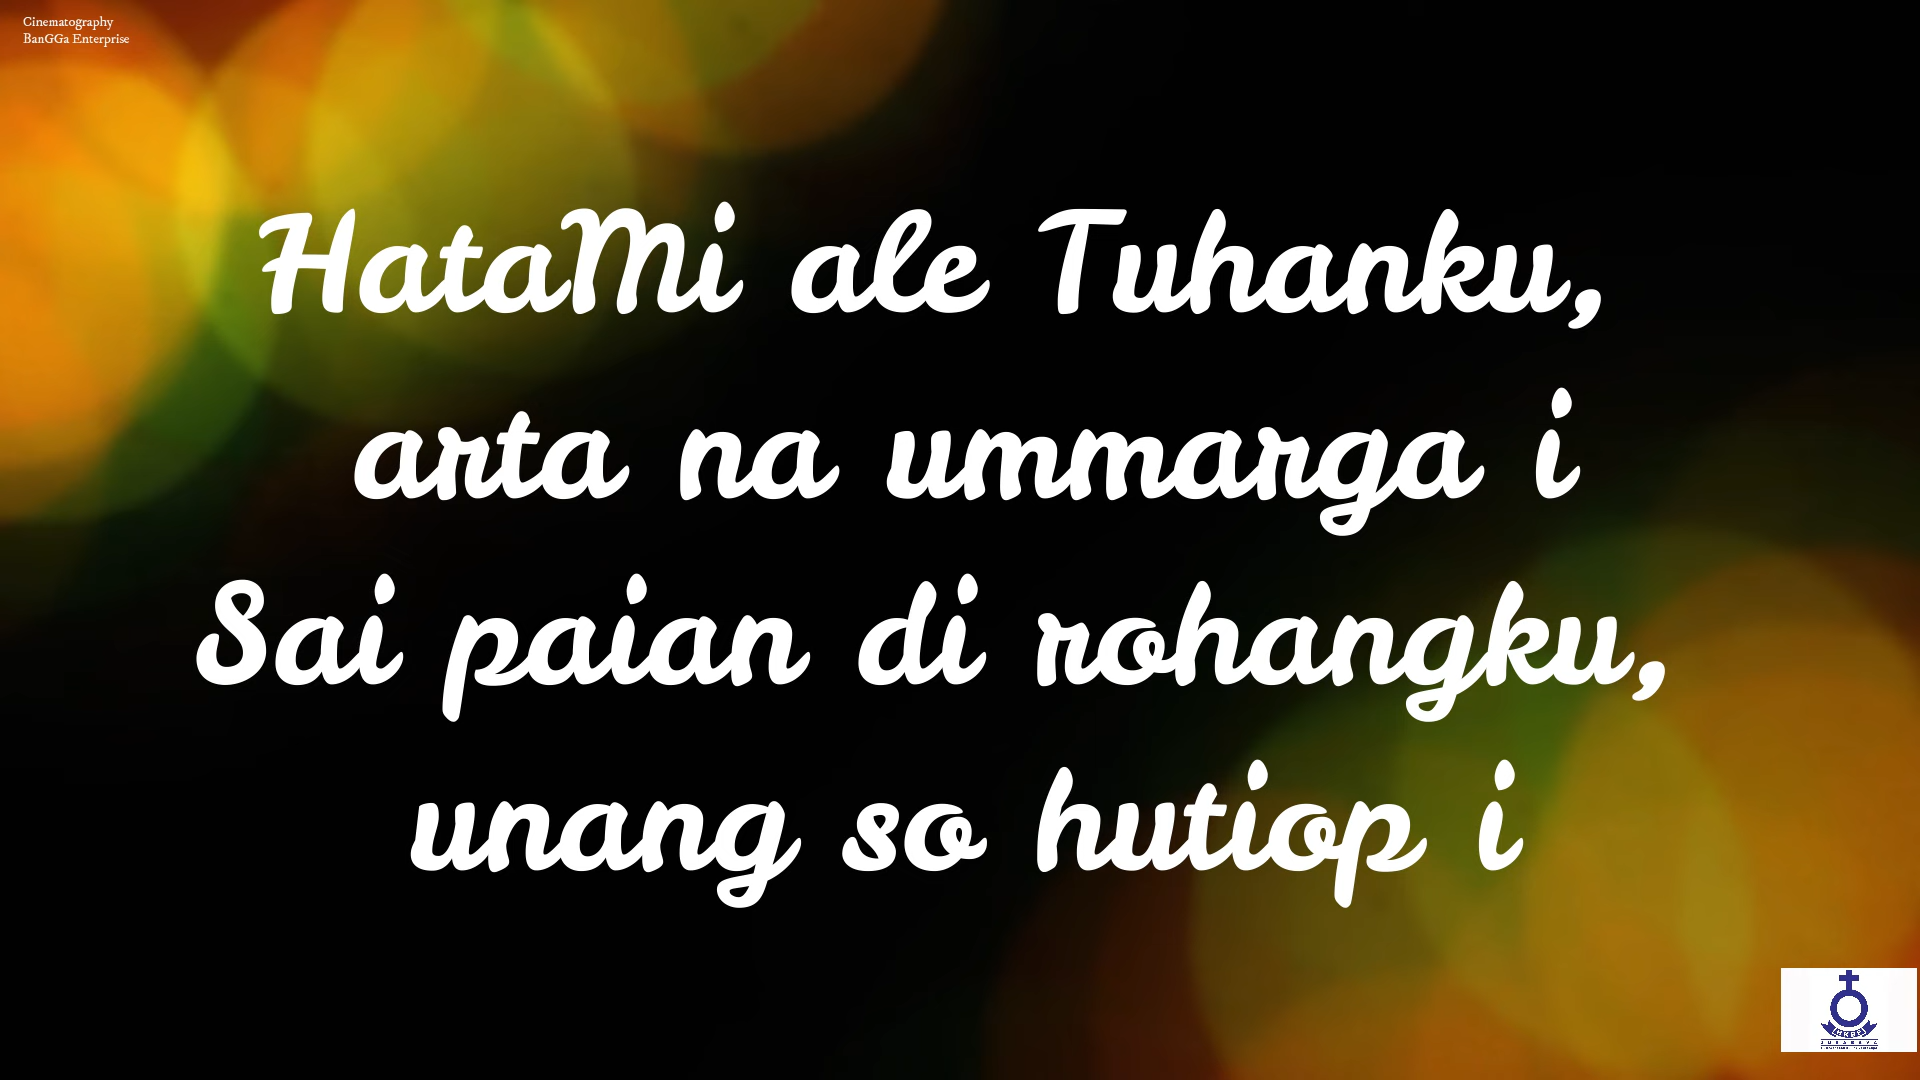 Cinematography
BanGGa Enterprise
HataMi ale Tuhanku,
arta na ummarga i
Sai paian di rohangku,
unang so hutiop i